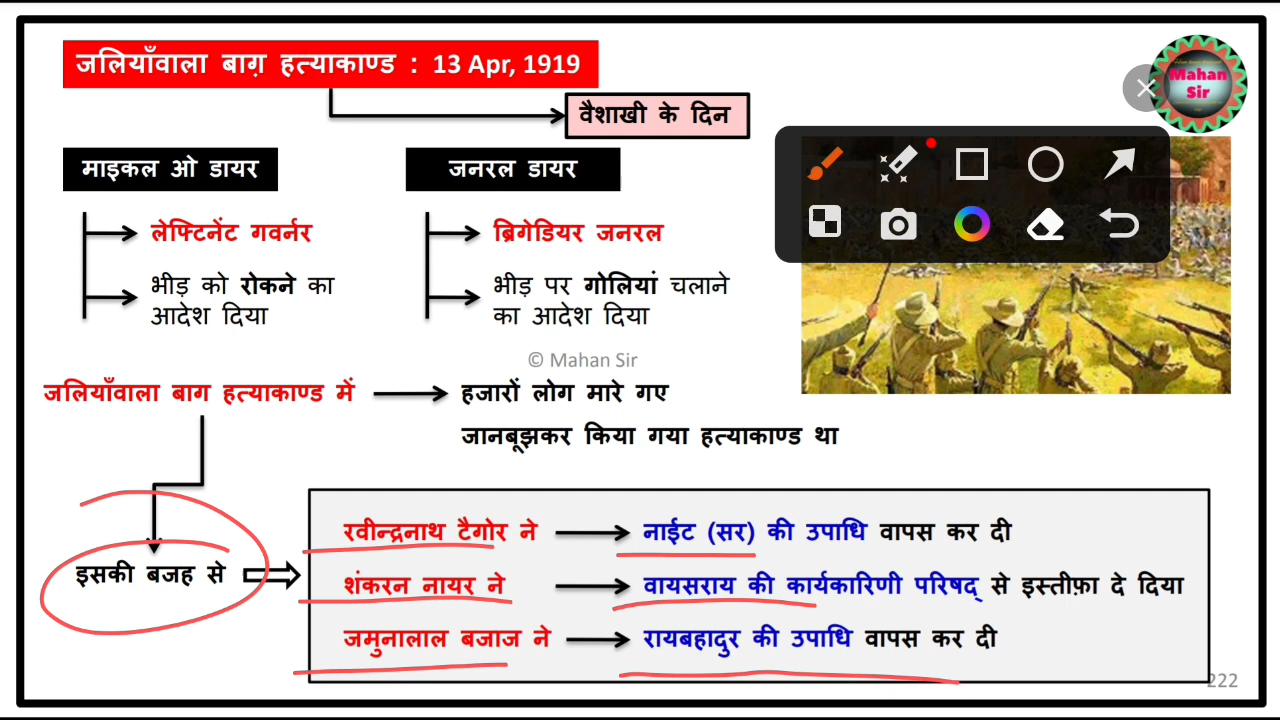 जलियाँवाला बाग़ हत्याकाण्ड : 13 Apr, 1919
Mahan
Sir
वैशाखी के दिन
माइकल ओ डायर
जनरल डायर
लेफ्टिनेंट गवर्नर
ब्रिगेडियर जनरल
भीड़ को रोकने का
आदेश दिया
भीड़ पर गोलियां चलाने
का आदेश दिया
© Mahan Sir
जलियाँवाला बाग हत्याकाण्ड में
हजारों लोग मारे गए
जानबूझकर किया गया हत्याकाण्ड था
इसकी बजह से
रवीन्द्रनाथ टैगोर ने नाईट (सर) की उपाधि वापस कर दी
शंकरन नायर ने वायसराय की कार्यकारिणी परिषद् से इस्तीफ़ा दे दिया
जमुनालाल बजाज ने रायबहादुर की उपाधि वापस कर दी
222